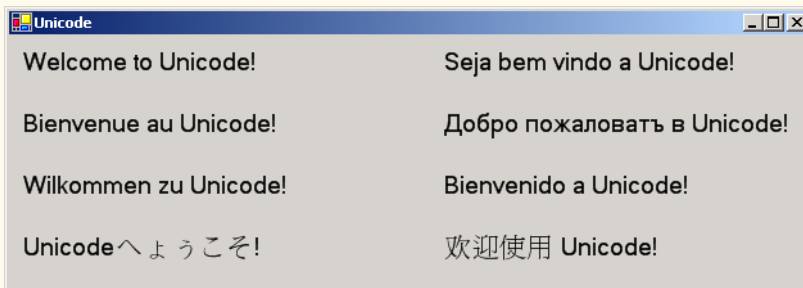 Unicode
Welcome to Unicode!
Seja bem vindo a Unicode!
Bienvenue au Unicode!
Добро пожаловатъ в Unicode!
Wilkommen zu Unicode!
Bienvenido a Unicode!
Unicodeへょぅこそ!
欢迎使用 Unicode!